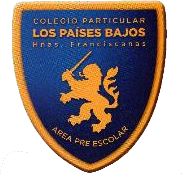 COLEGIO PARTICULAR
LOS PAÍSES BAJOS
Hnas. Franciscanas
AREA PRE ESCOLAR